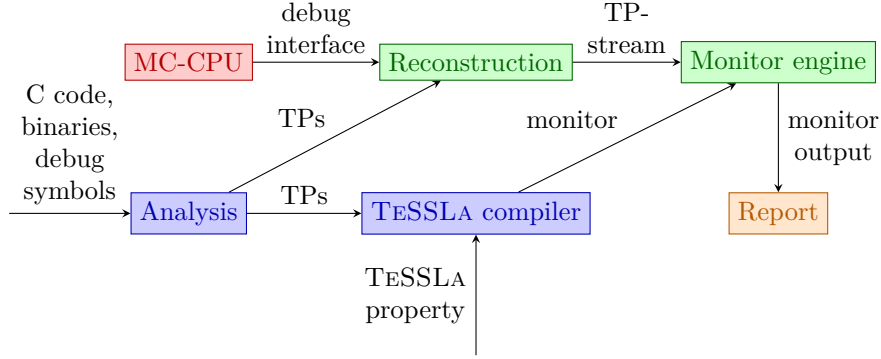 debug
interface
TP-
stream
MC-CPU
Reconstruction
Monitor engine
C code,
binaries,
debug
symbols
TPs
monitor
monitor
output
Analysis
TPs
TESSLA compiler
Report
TESSLA
property